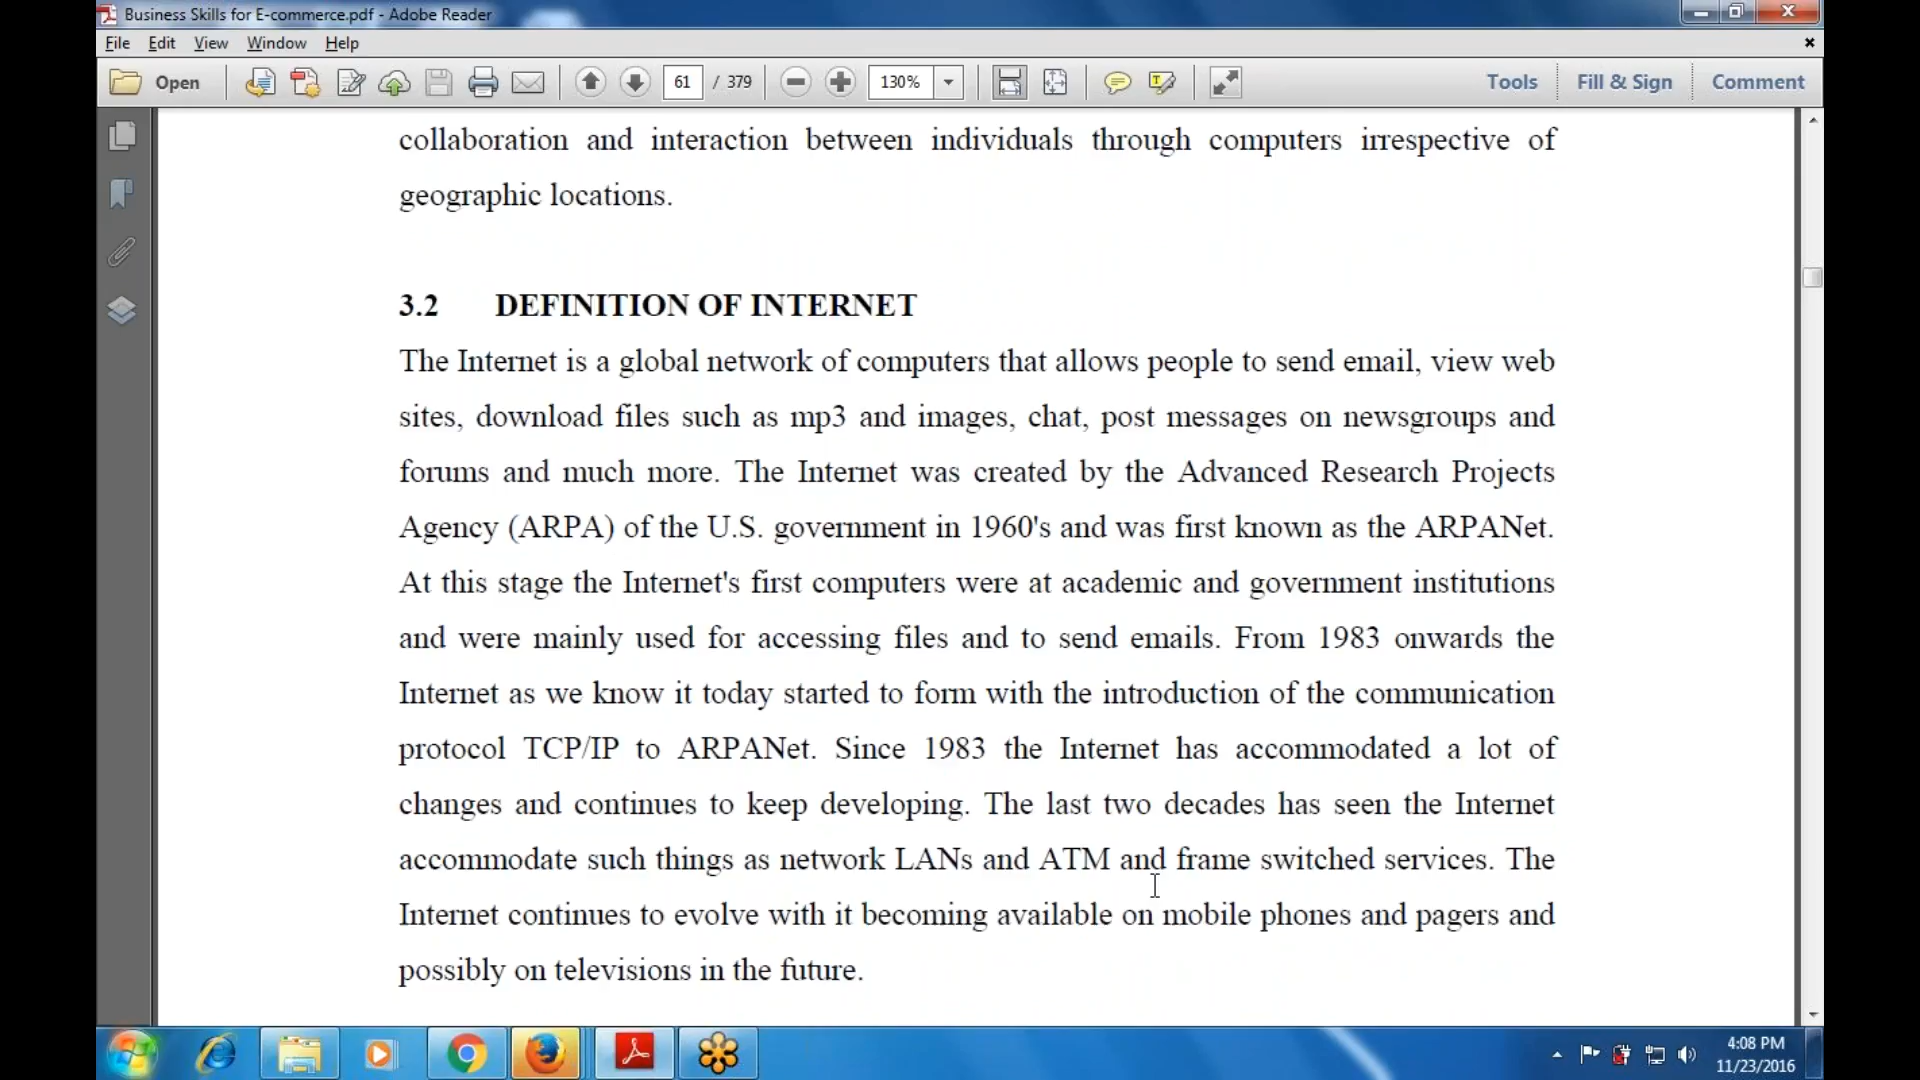 Business Skills for E-commerce.pdf - Adobe Reader
File Edit View Window Help
Open 61 / 379 130% Tools Fill & Sign Comment
collaboration and interaction between individuals through computers irrespective of
geographic locations.
3.2 DEFINITION OF INTERNET
The Internet is a global network of computers that allows people to send email, view web
sites, download files such as mp3 and images, chat, post messages on newsgroups and
forums and much more. The Internet was created by the Advanced Research Projects
Agency (ARPA) of the U.S. government in 1960's and was first known as the ARPANet.
At this stage the Internet's first computers were at academic and government institutions
and were mainly used for accessing files and to send emails. From 1983 onwards the
Internet as we know it today started to form with the introduction of the communication
protocol TCP/IP to ARPANet. Since 1983 the Internet has accommodated a lot of
changes and continues to keep developing. The last two decades has seen the Internet
accommodate such things as network LANs and ATM and frame switched services. The
Internet continues to evolve with it becoming available on mobile phones and pagers and
possibly on televisions in the future.
4:08 PM
11/23/2016